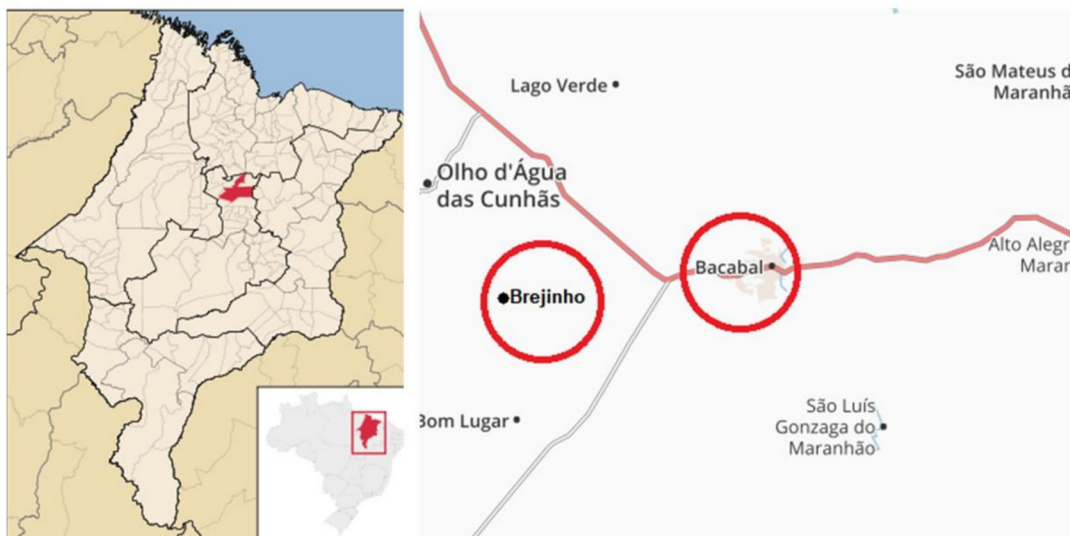 Lago Verde
São Mateus d
Maranhã
Olho d'Água
das Cunhãs
Bacabal
Alto Alegr
Maran
Brejinho
Bom Lugar
São Luís
Gonzaga do
Maranhão